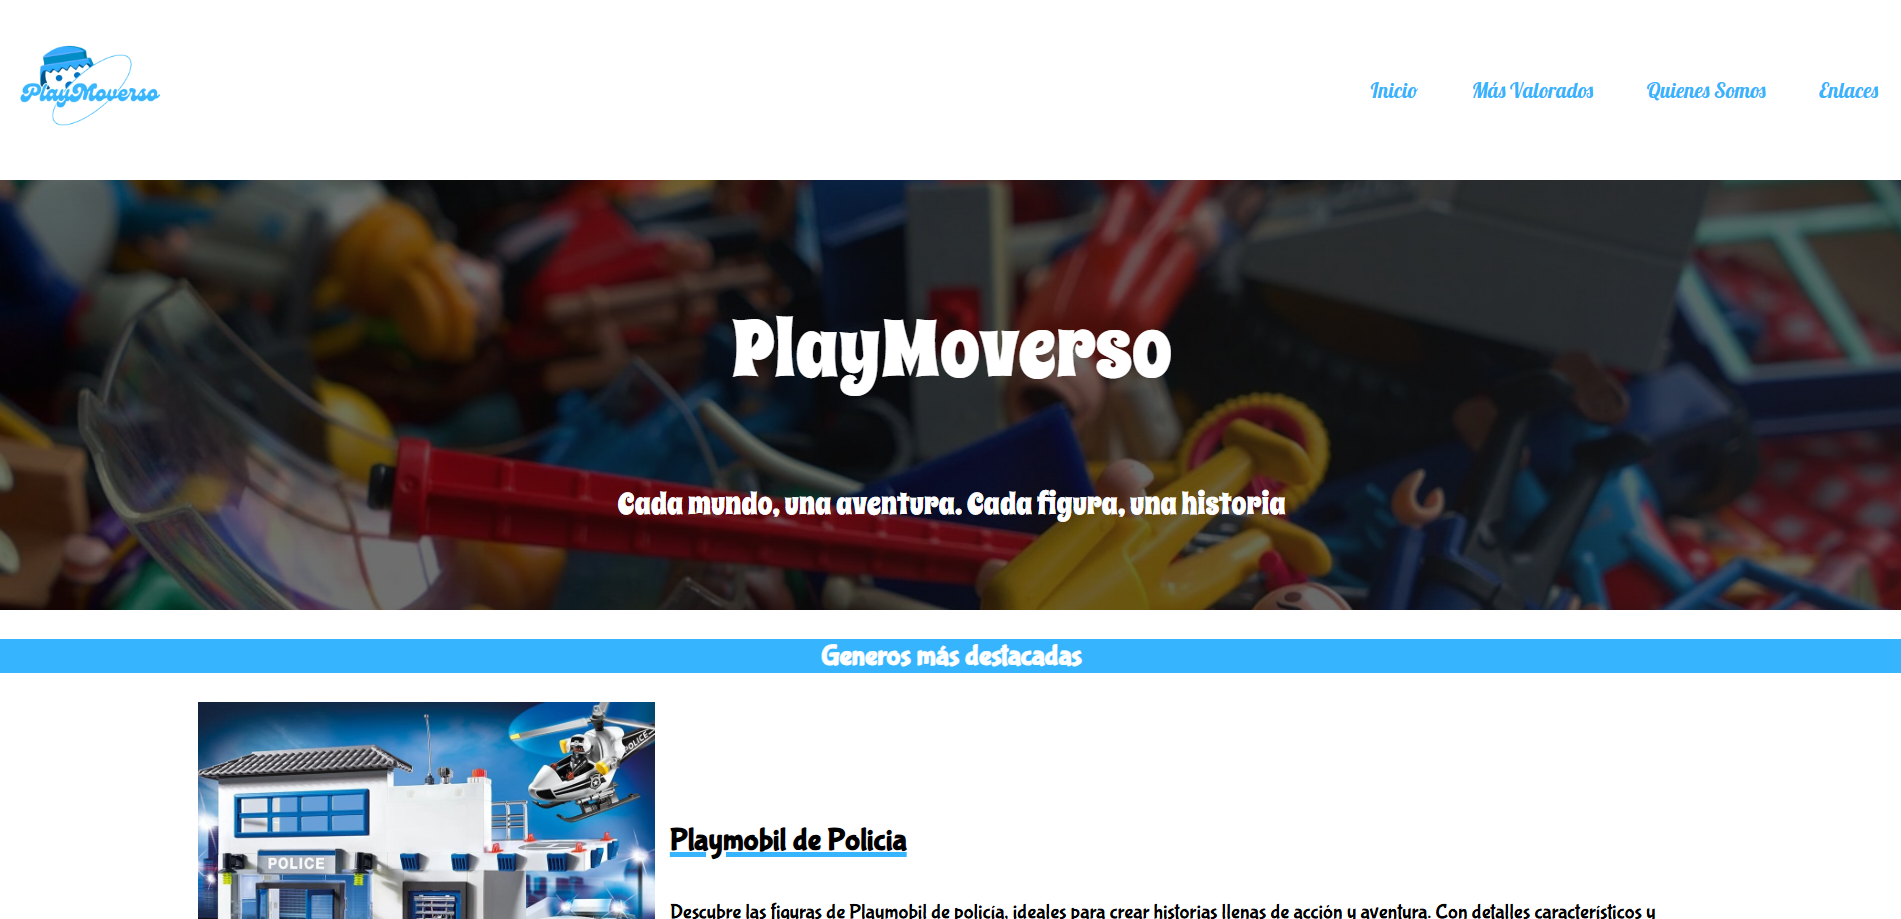 PlayMoverso
Inicio Más Valorados Quienes Somos Enlaces
PlayMoverso
Cada mundo, una aventura. Cada figura, una historia
Generos más destacadas
POLICE
POLICE
Playmobil de Policia
Descubre las figuras de Playmobil de policía, ideales para crear historias llenas de acción y aventura. Con detalles característicos y